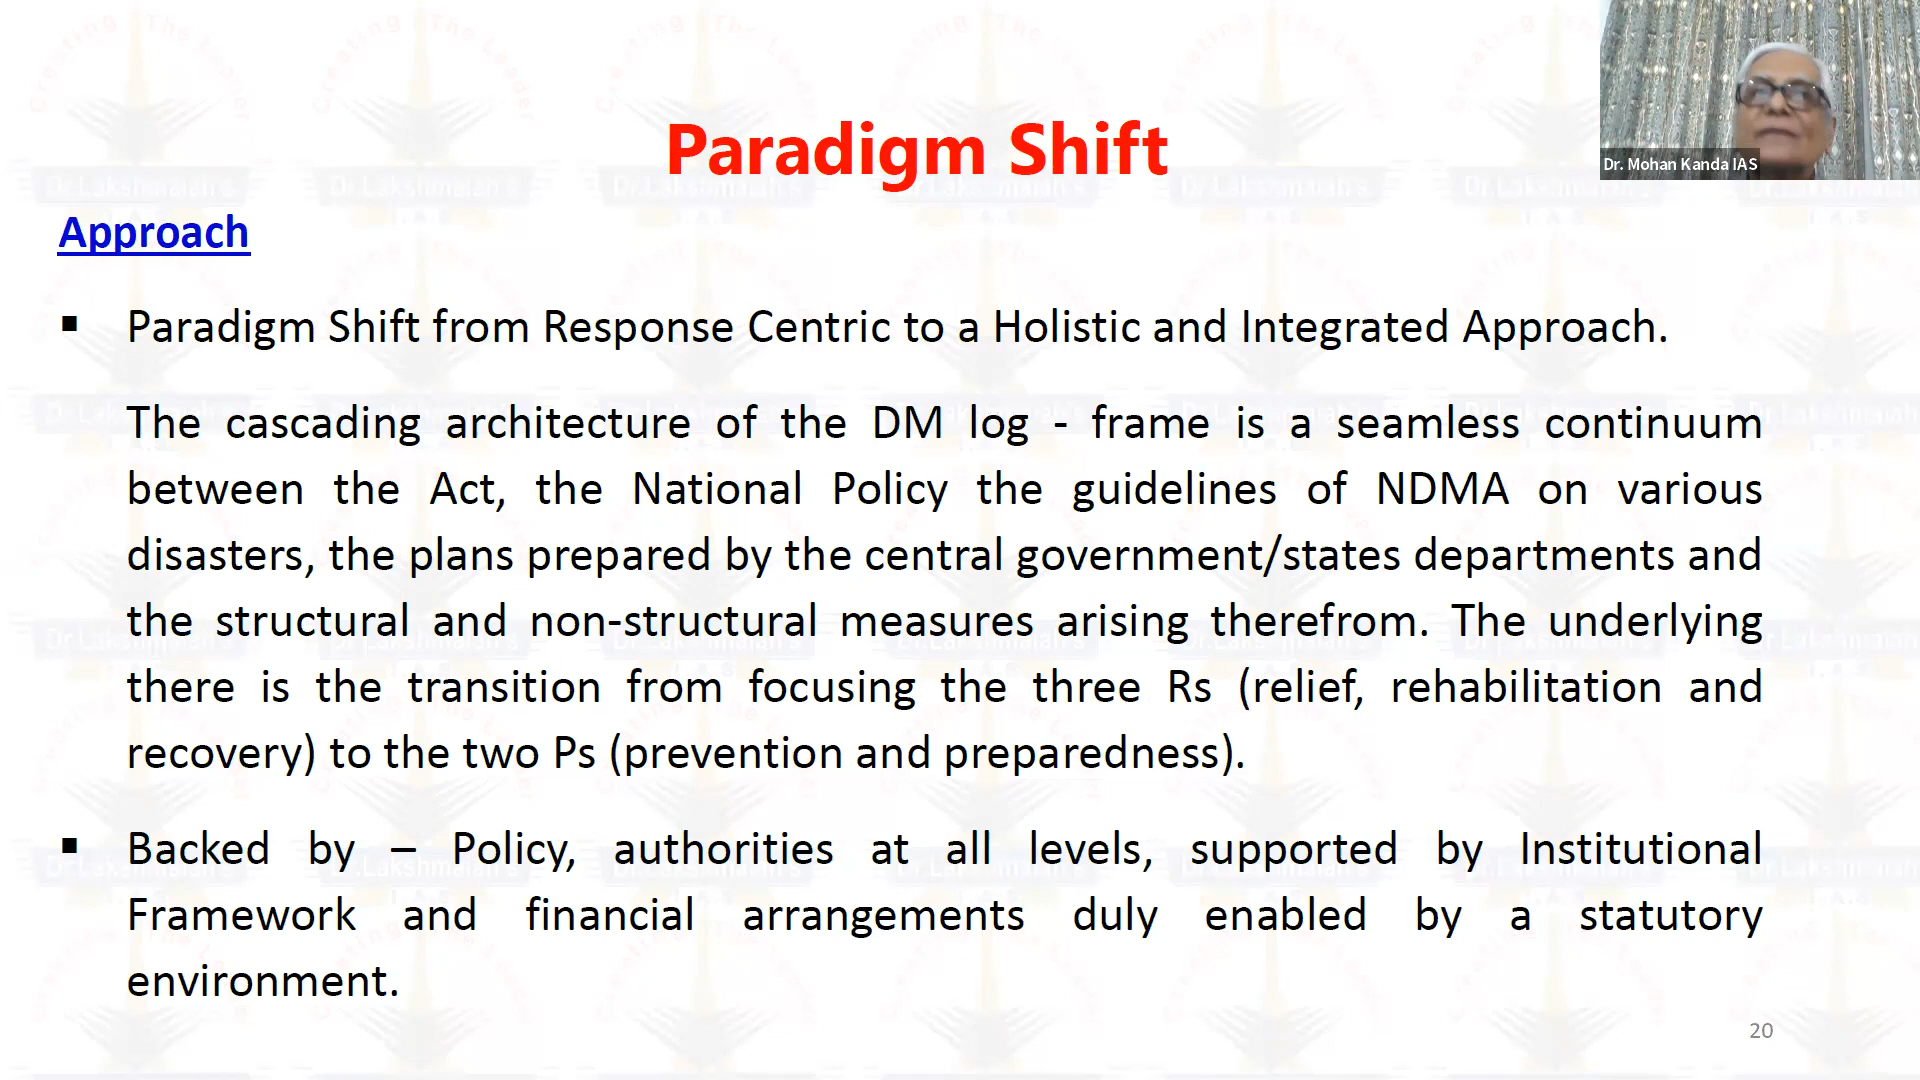 Paradigm Shift
Dr. Mohan Kanda IAS
Approach
▪ Paradigm Shift from Response Centric to a Holistic and Integrated Approach.
The cascading architecture of the DM log - frame is a seamless continuum
between the Act, the National Policy the guidelines of NDMA on various
disasters, the plans prepared by the central government/states departments and
the structural and non-structural measures arising therefrom. The underlying
there is the transition from focusing the three Rs (relief, rehabilitation and
recovery) to the two Ps (prevention and preparedness).
▪ Backed by – Policy, authorities at all levels, supported by Institutional
Framework and financial arrangements duly enabled by a statutory
environment.
20
Creating The Leader
Dr.Lakshmaiah's
I.A.S